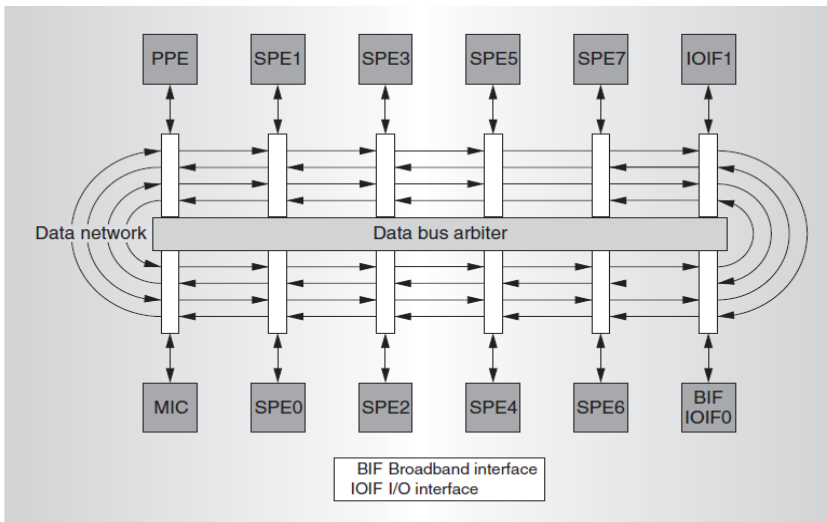 PPE
SPE1
SPE3
SPE5
SPE7
IOIF1
Data network
Data bus arbiter
MIC
SPE0
SPE2
SPE4
SPE6
BIF
IOIF0
BIF Broadband interface
IOIF I/O interface